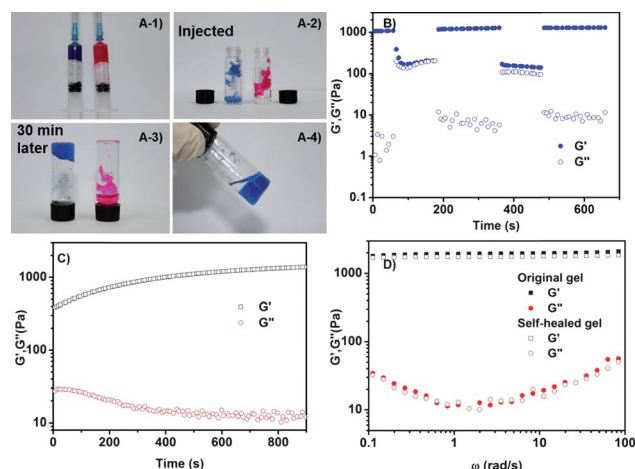 A-1)
Injected
A-2)
30 min
later
A-3)
A-4)
B)
G', G''(Pa)
1000
100
10
1
0.1
0
200
400
600
Time (s)
G'
G''
C)
G',G''(Pa)
1000
100
10
0
200
400
600
800
Time (s)
G'
G''
D)
G',G''(Pa)
1000
100
10
0.1
1
10
100
ω (rad/s)
Original gel
G'
G''
Self-healed gel
G'
G''